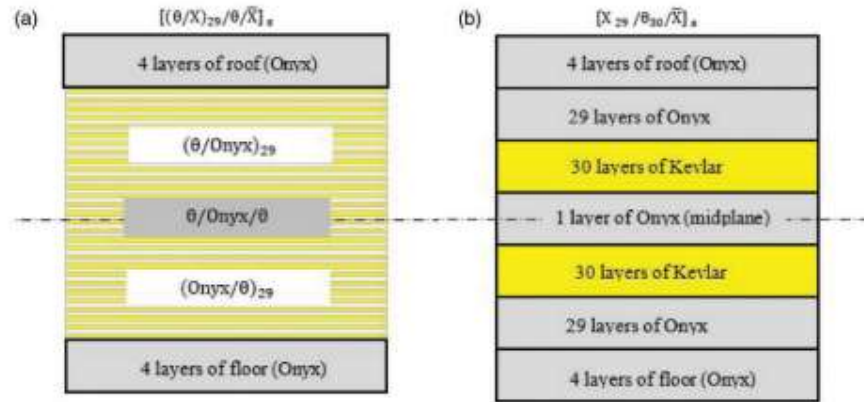 (a)
[(θ/X)₂₉/θ/X̄]ₛ
4 layers of roof (Onyx)
(θ/Onyx)₂₉
θ/Onyx/θ
(Onyx/θ)₂₉
4 layers of floor (Onyx)
(b)
[X₂₉/θ₃₀/X̄]ₛ
4 layers of roof (Onyx)
29 layers of Onyx
30 layers of Kevlar
1 layer of Onyx (midplane)
30 layers of Kevlar
29 layers of Onyx
4 layers of floor (Onyx)